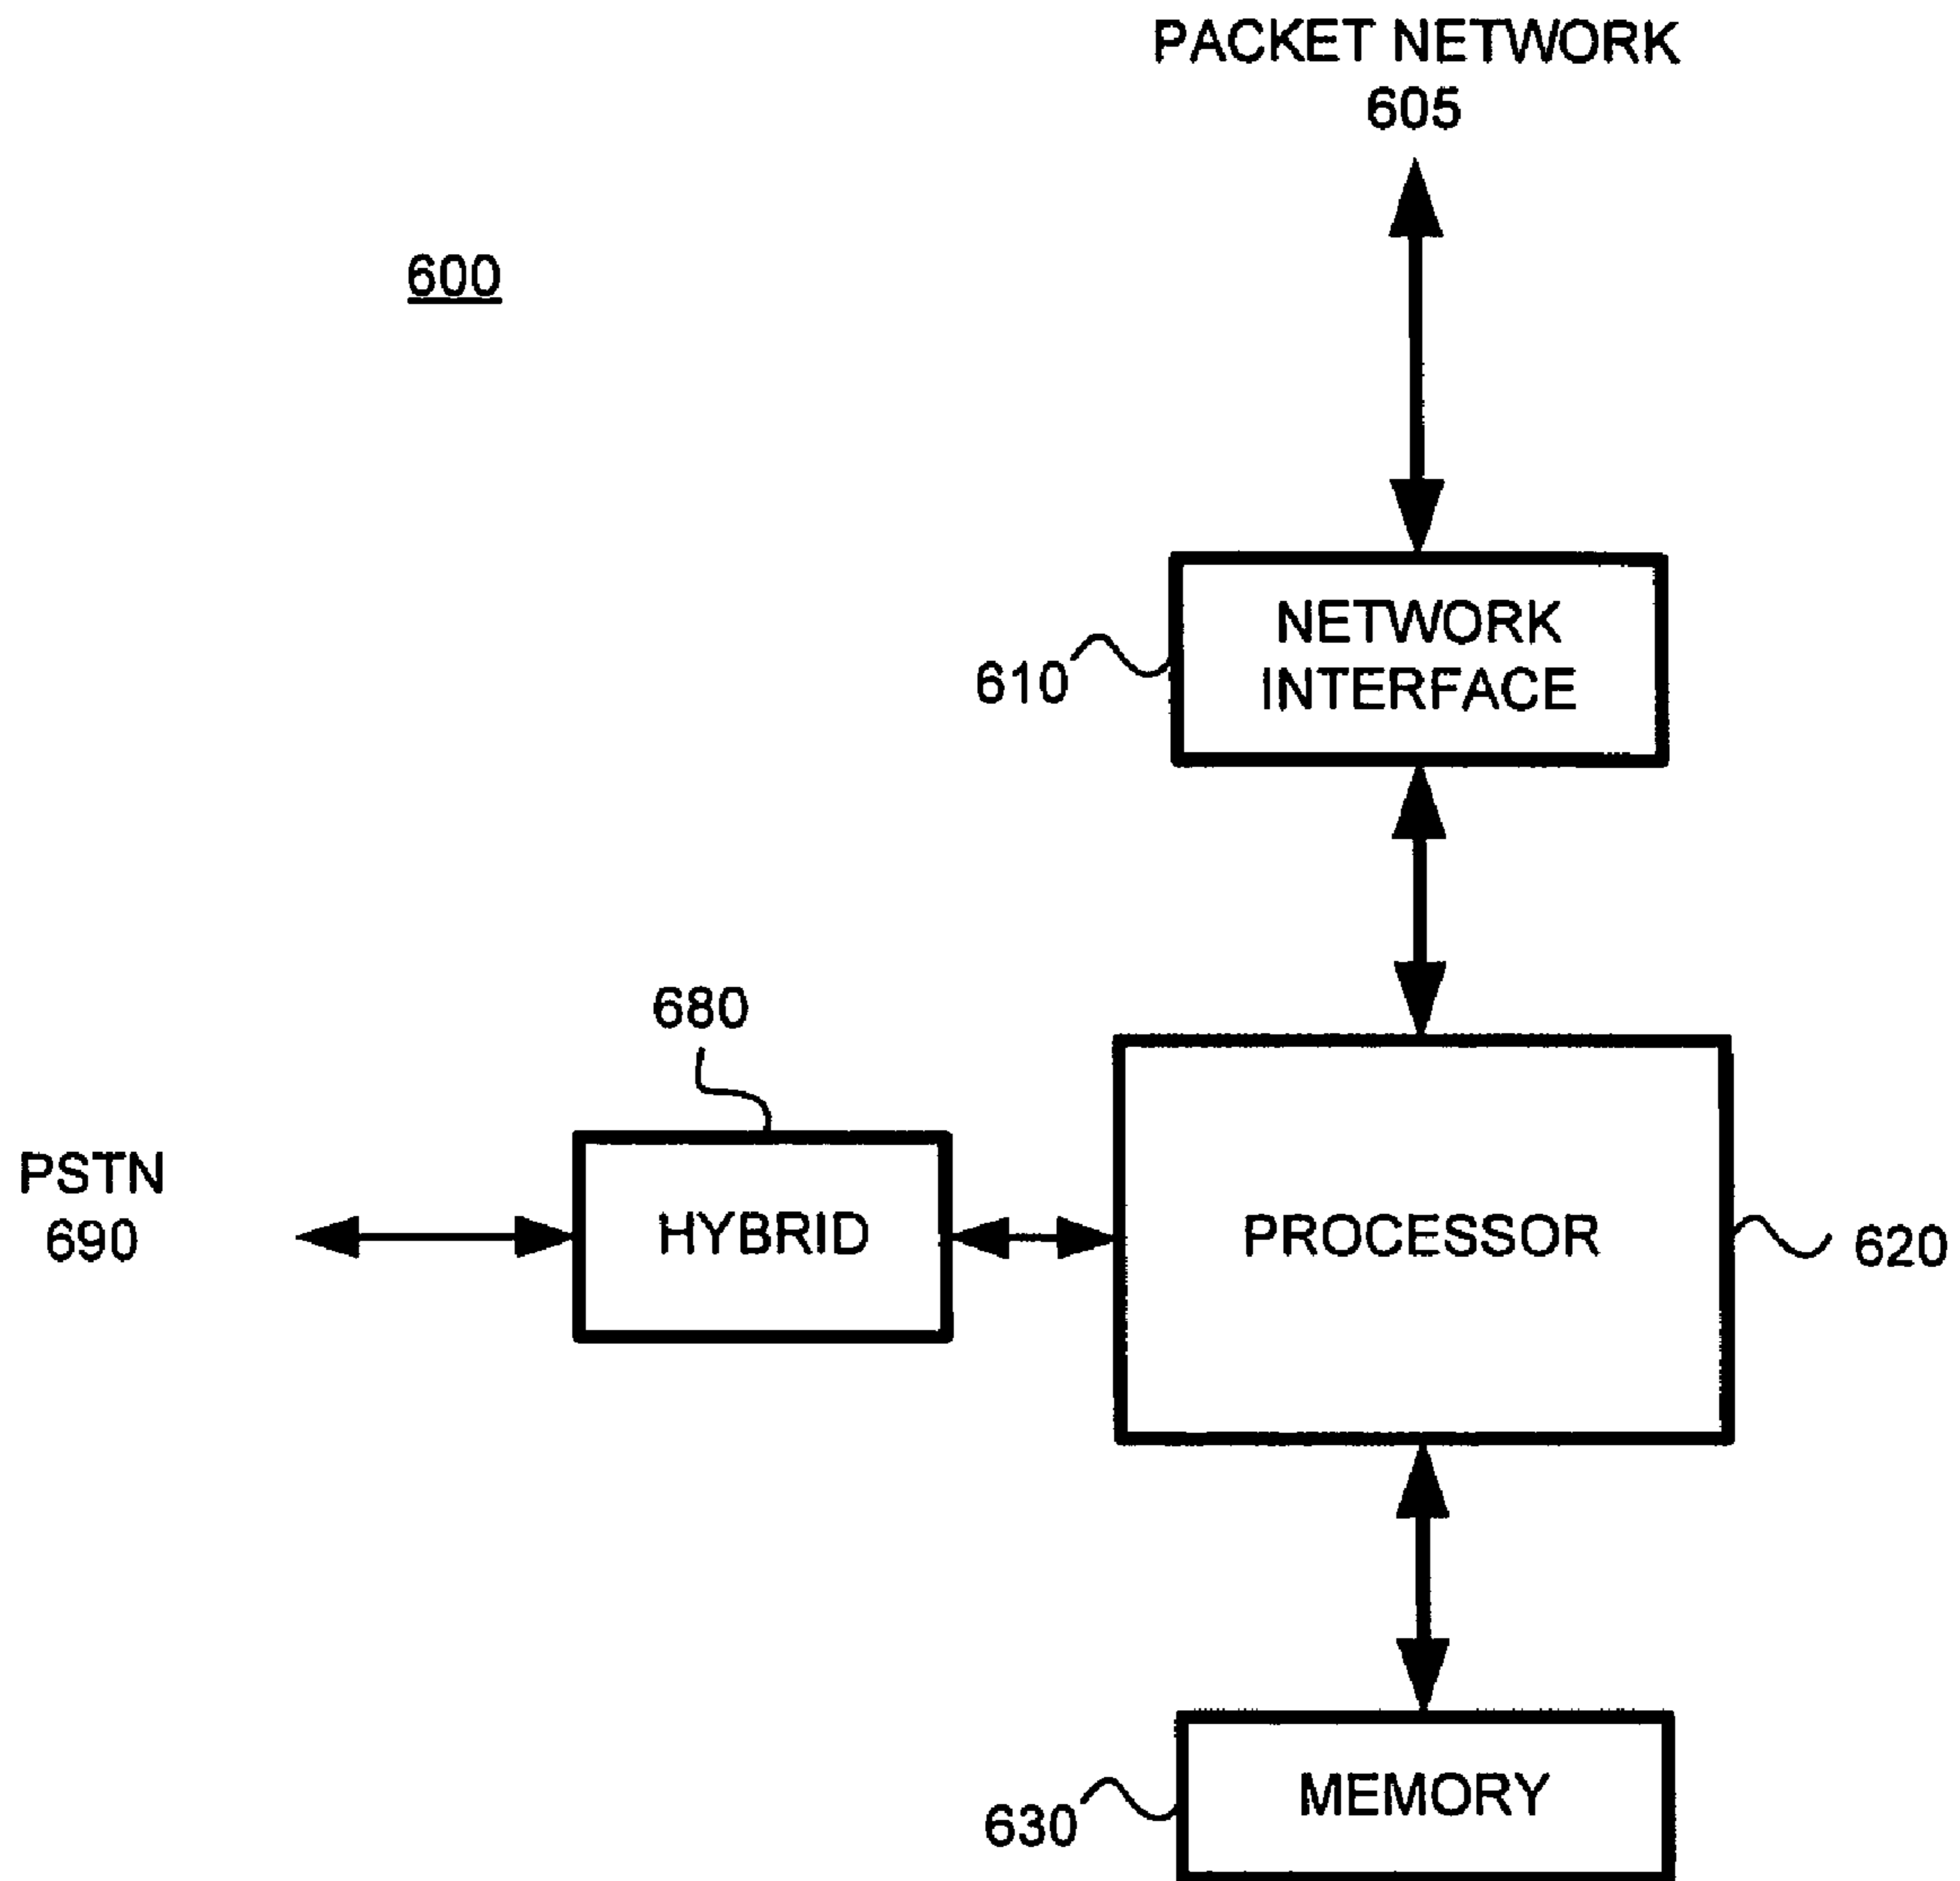 PACKET NETWORK
605
600
NETWORK
INTERFACE
610
680
PSTN
690
HYBRID
PROCESSOR
620
MEMORY
630